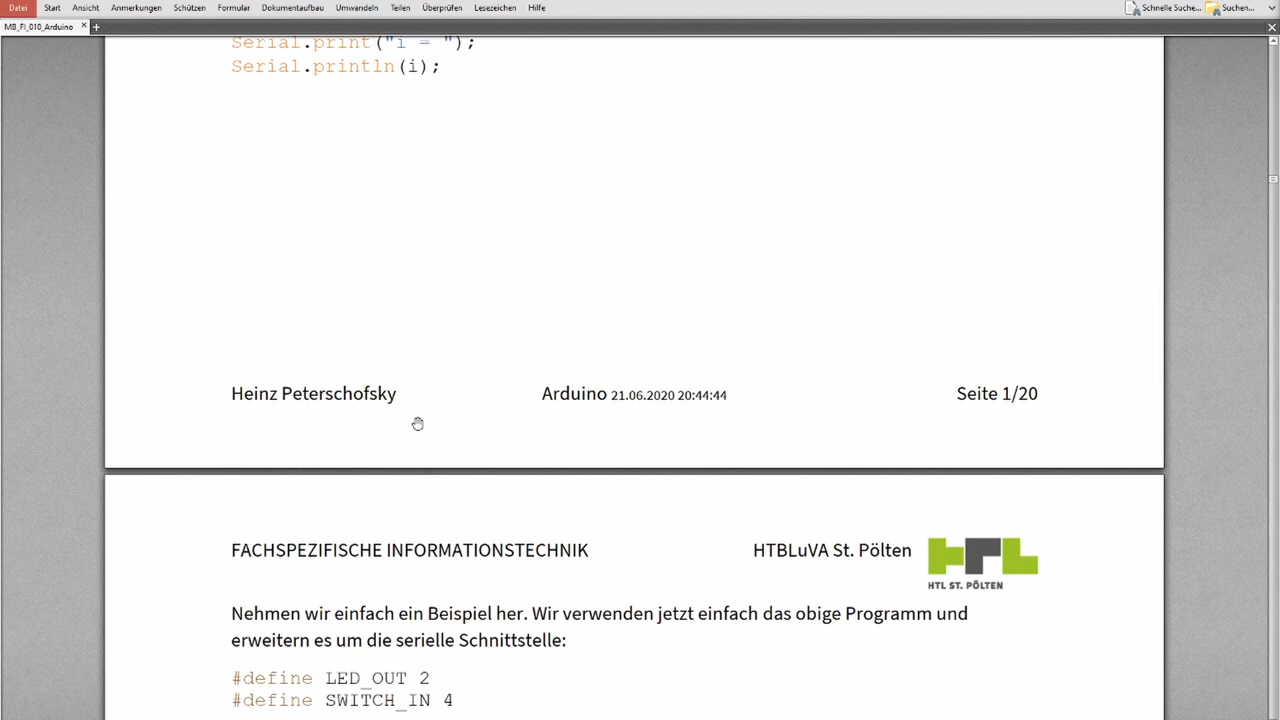 Datei Start Ansicht Anmerkungen Schützen Formular Dokumentaufbau Umwandeln Teilen Überprüfen Lesezeichen Hilfe Schnelle Suche... Suchen...
MB_FI_010_Arduino × +
Serial.print("i = ");
Serial.println(i);
Heinz Peterschofsky Arduino 21.06.2020 20:44:44 Seite 1/20
FACHSPEZIFISCHE INFORMATIONSTECHNIK HTBLuVA St. Pölten HTL
HTL ST. PÖLTEN
Nehmen wir einfach ein Beispiel her. Wir verwenden jetzt einfach das obige Programm und
erweitern es um die serielle Schnittstelle:
#define LED_OUT 2
#define SWITCH_IN 4